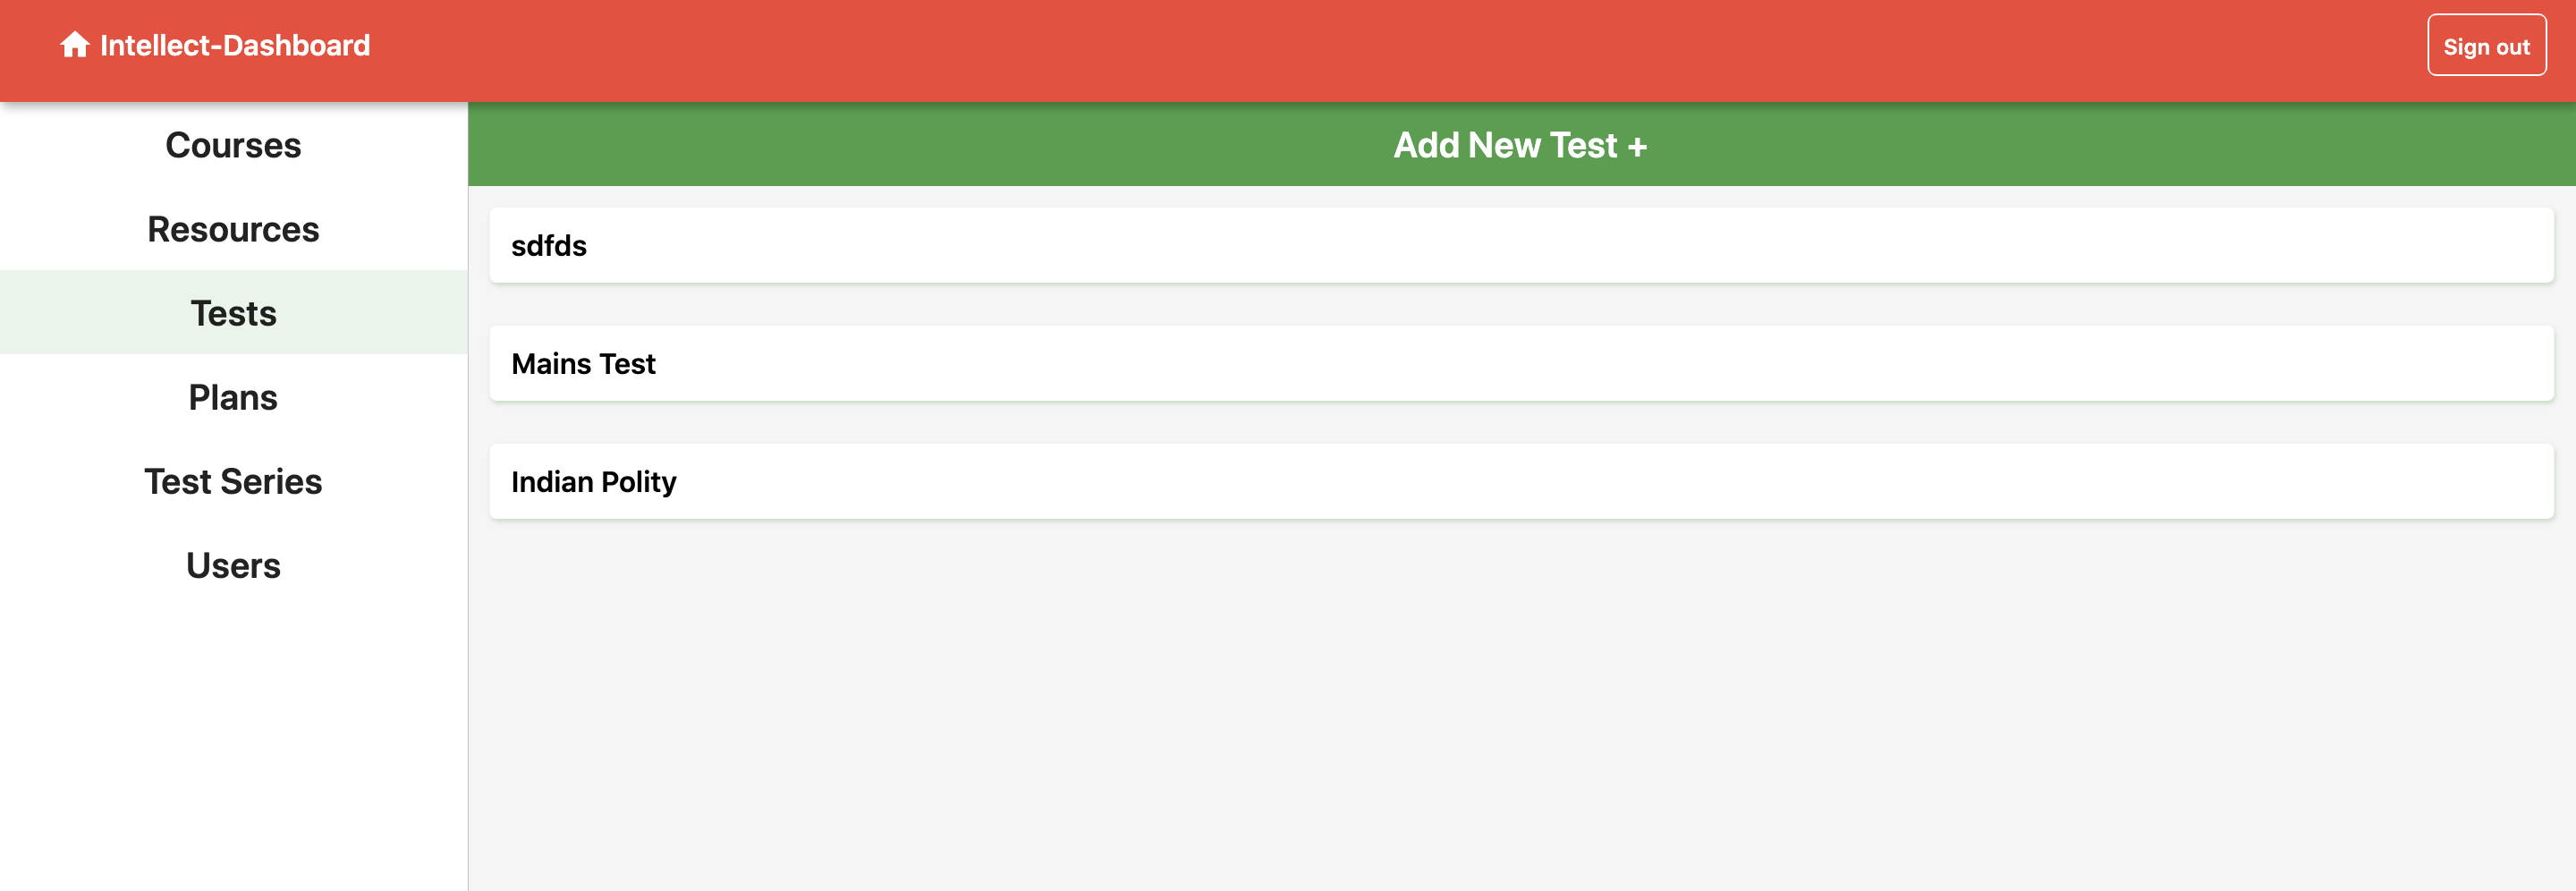 Intellect-Dashboard
Sign out
Courses
Resources
Tests
Plans
Test Series
Users
Add New Test +
sdfds
Mains Test
Indian Polity